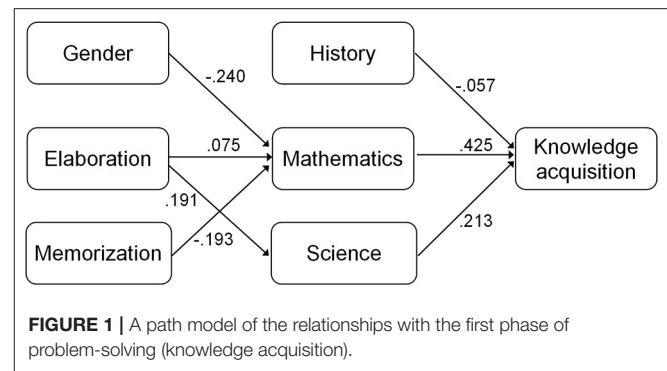 Gender
History
-.240
-.057
Elaboration
.075
Mathematics
.425
Knowledge
acquisition
.191
-.193
.213
Memorization
Science
FIGURE 1 | A path model of the relationships with the first phase of
problem-solving (knowledge acquisition).